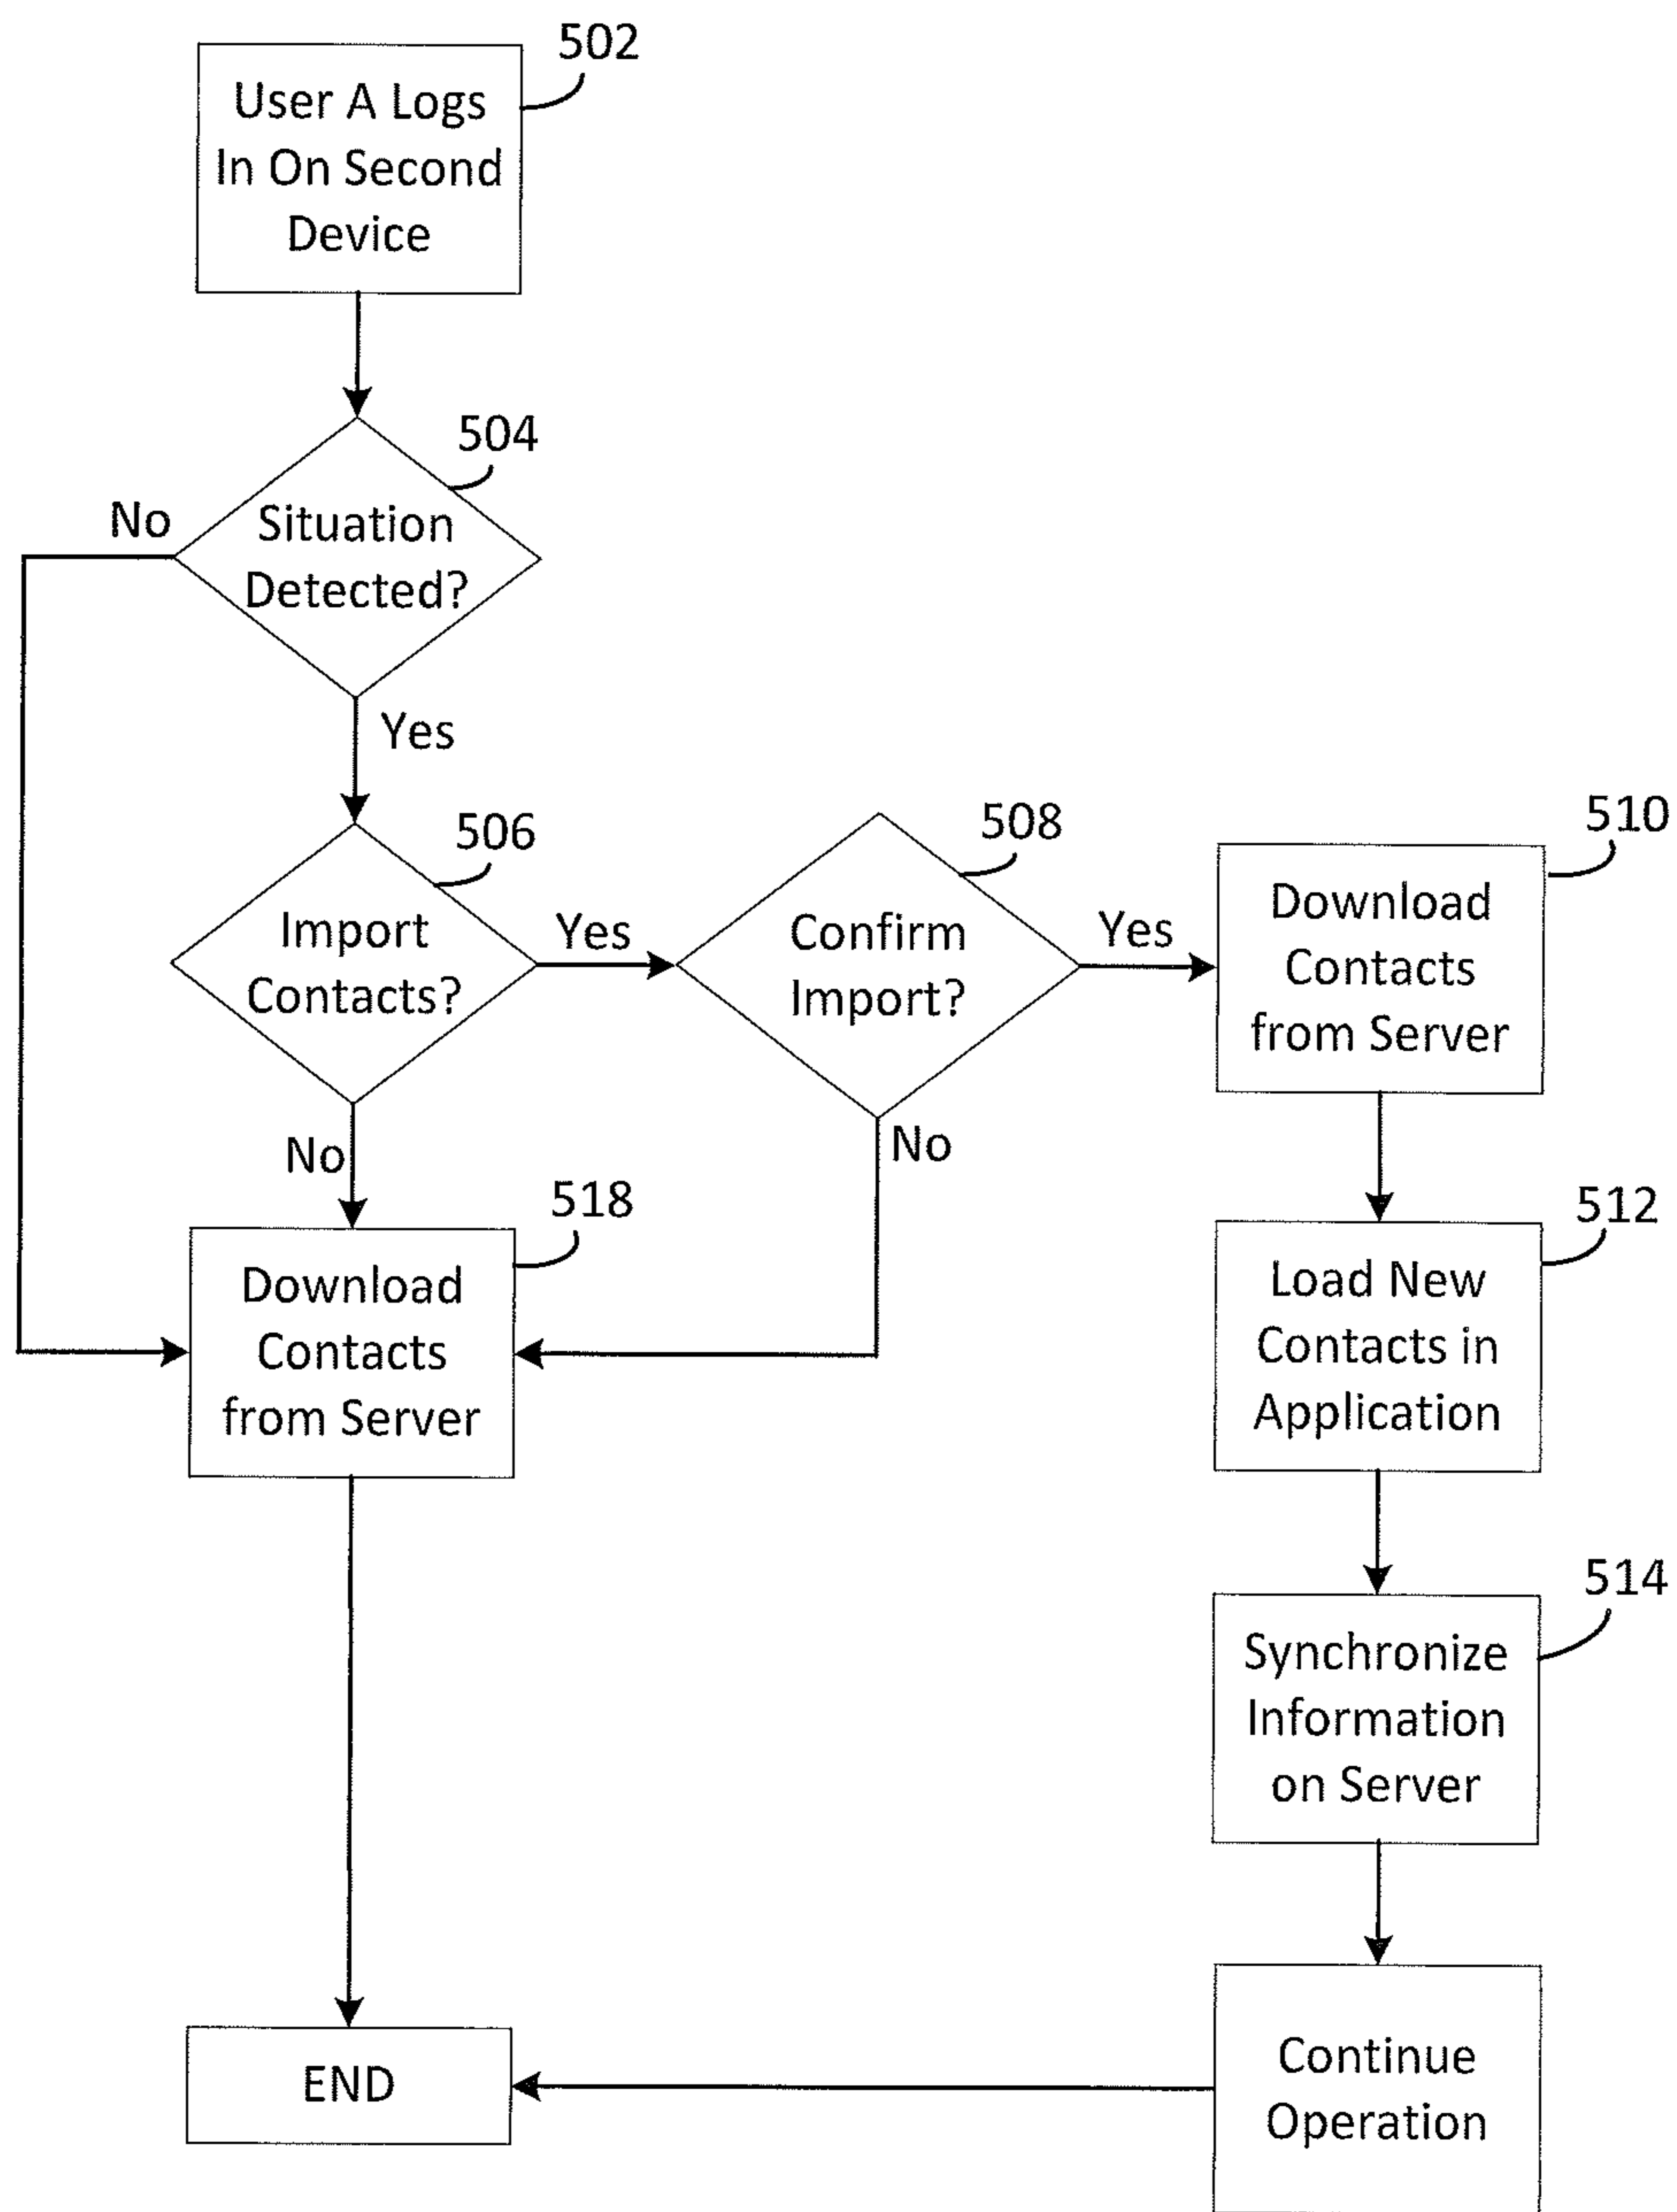 502
User A Logs
In On Second
Device
504
No
Situation
Detected?
Yes
506
Import
Contacts?
Yes
508
Confirm
Import?
Yes
510
Download
Contacts
from Server
No
No
518
Download
Contacts
from Server
512
Load New
Contacts in
Application
514
Synchronize
Information
on Server
Continue
Operation
END